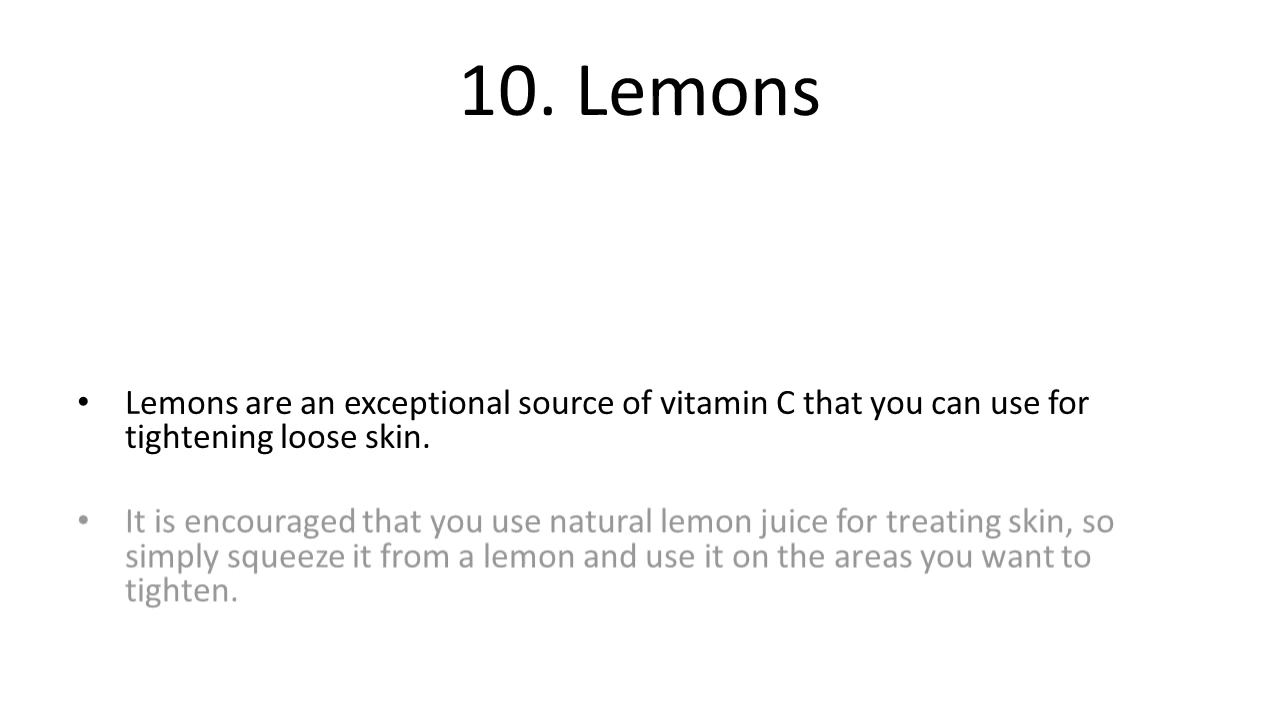 10. Lemons
• Lemons are an exceptional source of vitamin C that you can use for
tightening loose skin.
• It is encouraged that you use natural lemon juice for treating skin, so
simply squeeze it from a lemon and use it on the areas you want to
tighten.